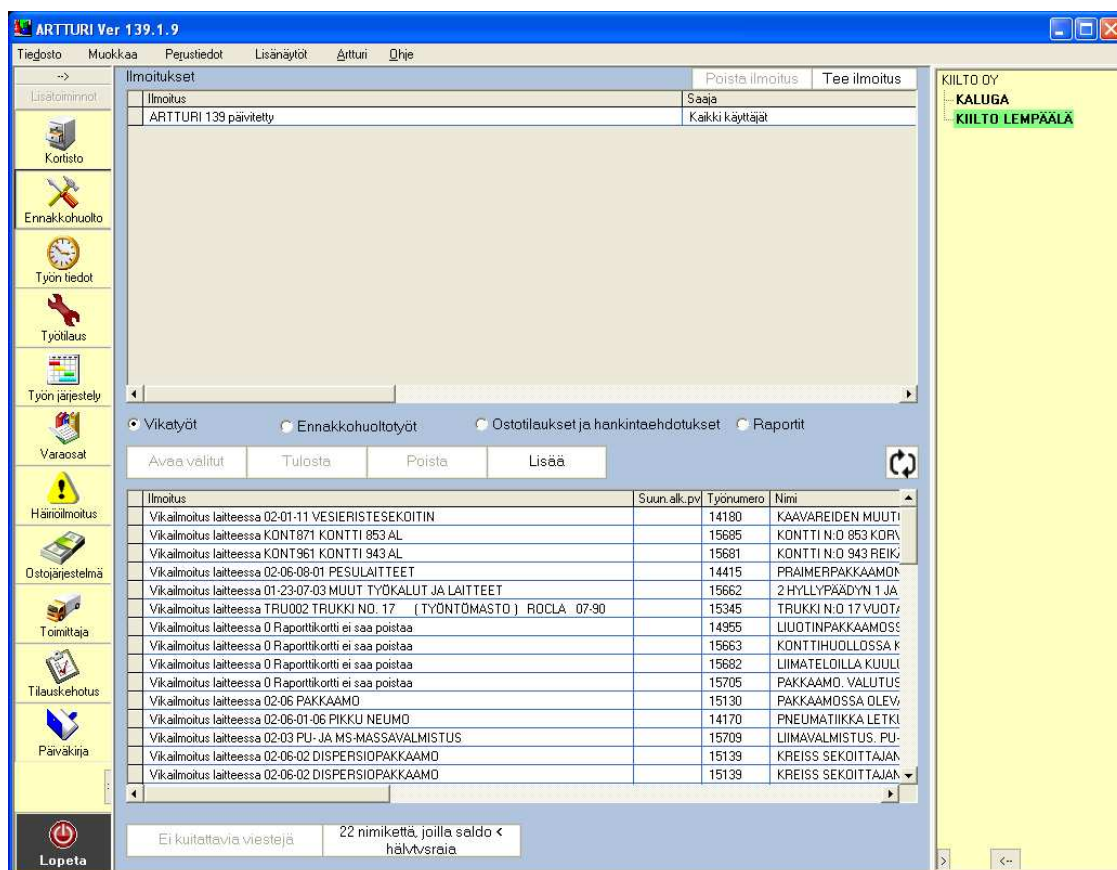 ARTTURI Ver 139.1.9
Tiedosto Muokkaa Perustiedot Lisänäytöt Artturi Ohje
-->
Lisätoiminnot
Kortisto
Ennakkohuolto
Työn tiedot
Työtilaus
Työn järjestely
Varaosat
Häiriöilmoitus
Ostojärjestelmä
Toimittaja
Tilauskehotus
Päiväkirja
Lopeta
Ilmoitukset Poista ilmoitus Tee ilmoitus
Ilmoitus Saaja
ARTTURI 139 päivitetty Kaikki käyttäjät
Vikatyöt Ennakkohuoltotyöt Ostotilaukset ja hankintaehdotukset Raportit
Avaa valitut Tulosta Poista Lisää
Ilmoitus Suun.alk.pv Työnumero Nimi
Vikailmoitus laitteessa 02-01-11 VESIERISTESEKOITIN 14180 KAAVAREIDEN MUUT
Vikailmoitus laitteessa KONT871 KONTTI 853 AL 15685 KONTTI N:O 853 KORV
Vikailmoitus laitteessa KONT961 KONTTI 943 AL 15681 KONTTI N:O 943 REIK
Vikailmoitus laitteessa 02-06-08-01 PESULAITTEET 14415 PRAIMERPAKKAAMON
Vikailmoitus laitteessa 01-23-07-03 MUUT TYÖKALUT JA LAITTEET 15662 2 HYLLYPÄÄDYN 1 JA
Vikailmoitus laitteessa TRU002 TRUKKI NO. 17 ( TYÖNTÖMASTO ) ROCLA 07-90 15345 TRUKKI N:O 17 VUOTA
Vikailmoitus laitteessa 0 Raporttikortti ei saa poistaa 14955 LIUOTINPAKKAAMOSS
Vikailmoitus laitteessa 0 Raporttikortti ei saa poistaa 15663 KONTTIHUOLLOSSA K
Vikailmoitus laitteessa 0 Raporttikortti ei saa poistaa 15682 LIIMATELOILLA KUULU
Vikailmoitus laitteessa 0 Raporttikortti ei saa poistaa 15705 PAKKAAMO. VALUTUS
Vikailmoitus laitteessa 02-06 PAKKAAMO 15130 PAKKAAMOSSA OLEVA
Vikailmoitus laitteessa 02-06-01-06 PIKKU NEUMO 14170 PNEUMATIIKKA LETKU
Vikailmoitus laitteessa 02-03 PU- JA MS-MASSAVALMISTUS 15709 LIIMAVALMISTUS. PU-
Vikailmoitus laitteessa 02-06-02 DISPERSIOPAKKAAMO 15139 KREISS SEKOITTAJAN
Vikailmoitus laitteessa 02-06-02 DISPERSIOPAKKAAMO 15139 KREISS SEKOITTAJAN
Ei kuitattavia viestejä 22 nimikettä, joilla saldo <
hälytysraja
KIILTO OY
KALUGA
KIILTO LEMPÄÄLÄ
> <--